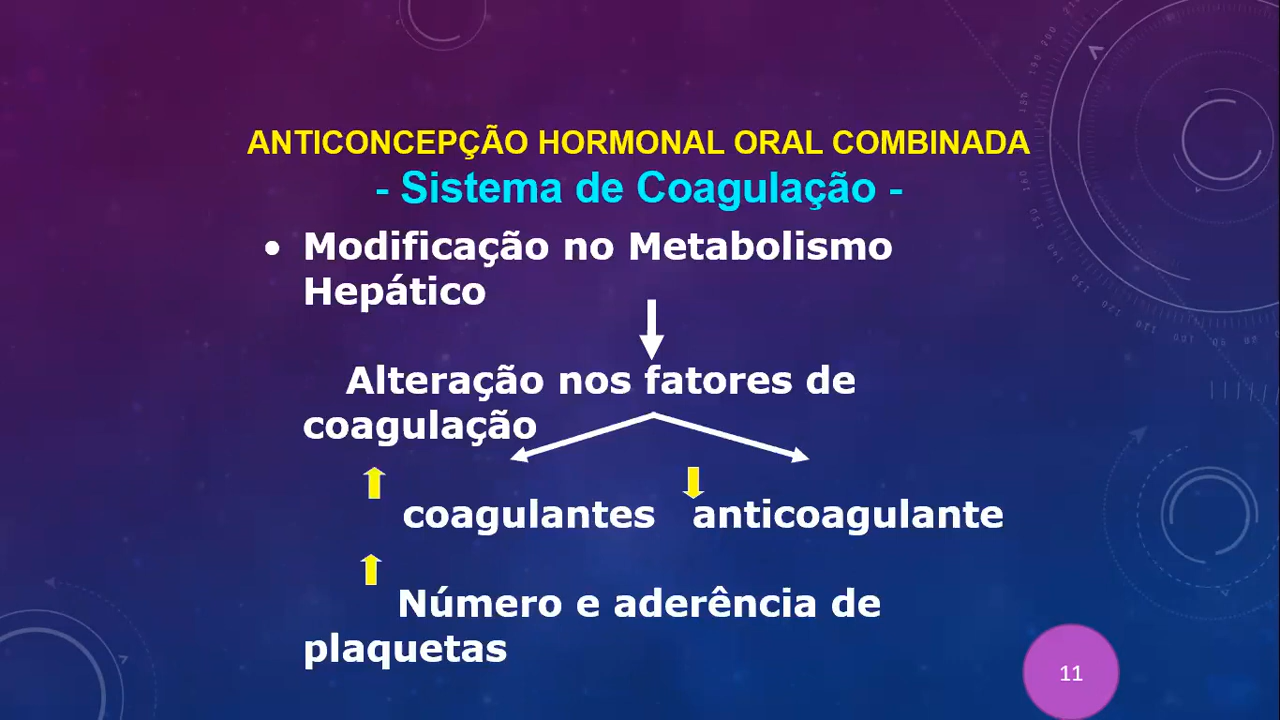 ANTICONCEPÇÃO HORMONAL ORAL COMBINADA
- Sistema de Coagulação -
• Modificação no Metabolismo
Hepático
Alteração nos fatores de
coagulação
coagulantes anticoagulante
Número e aderência de
plaquetas
11